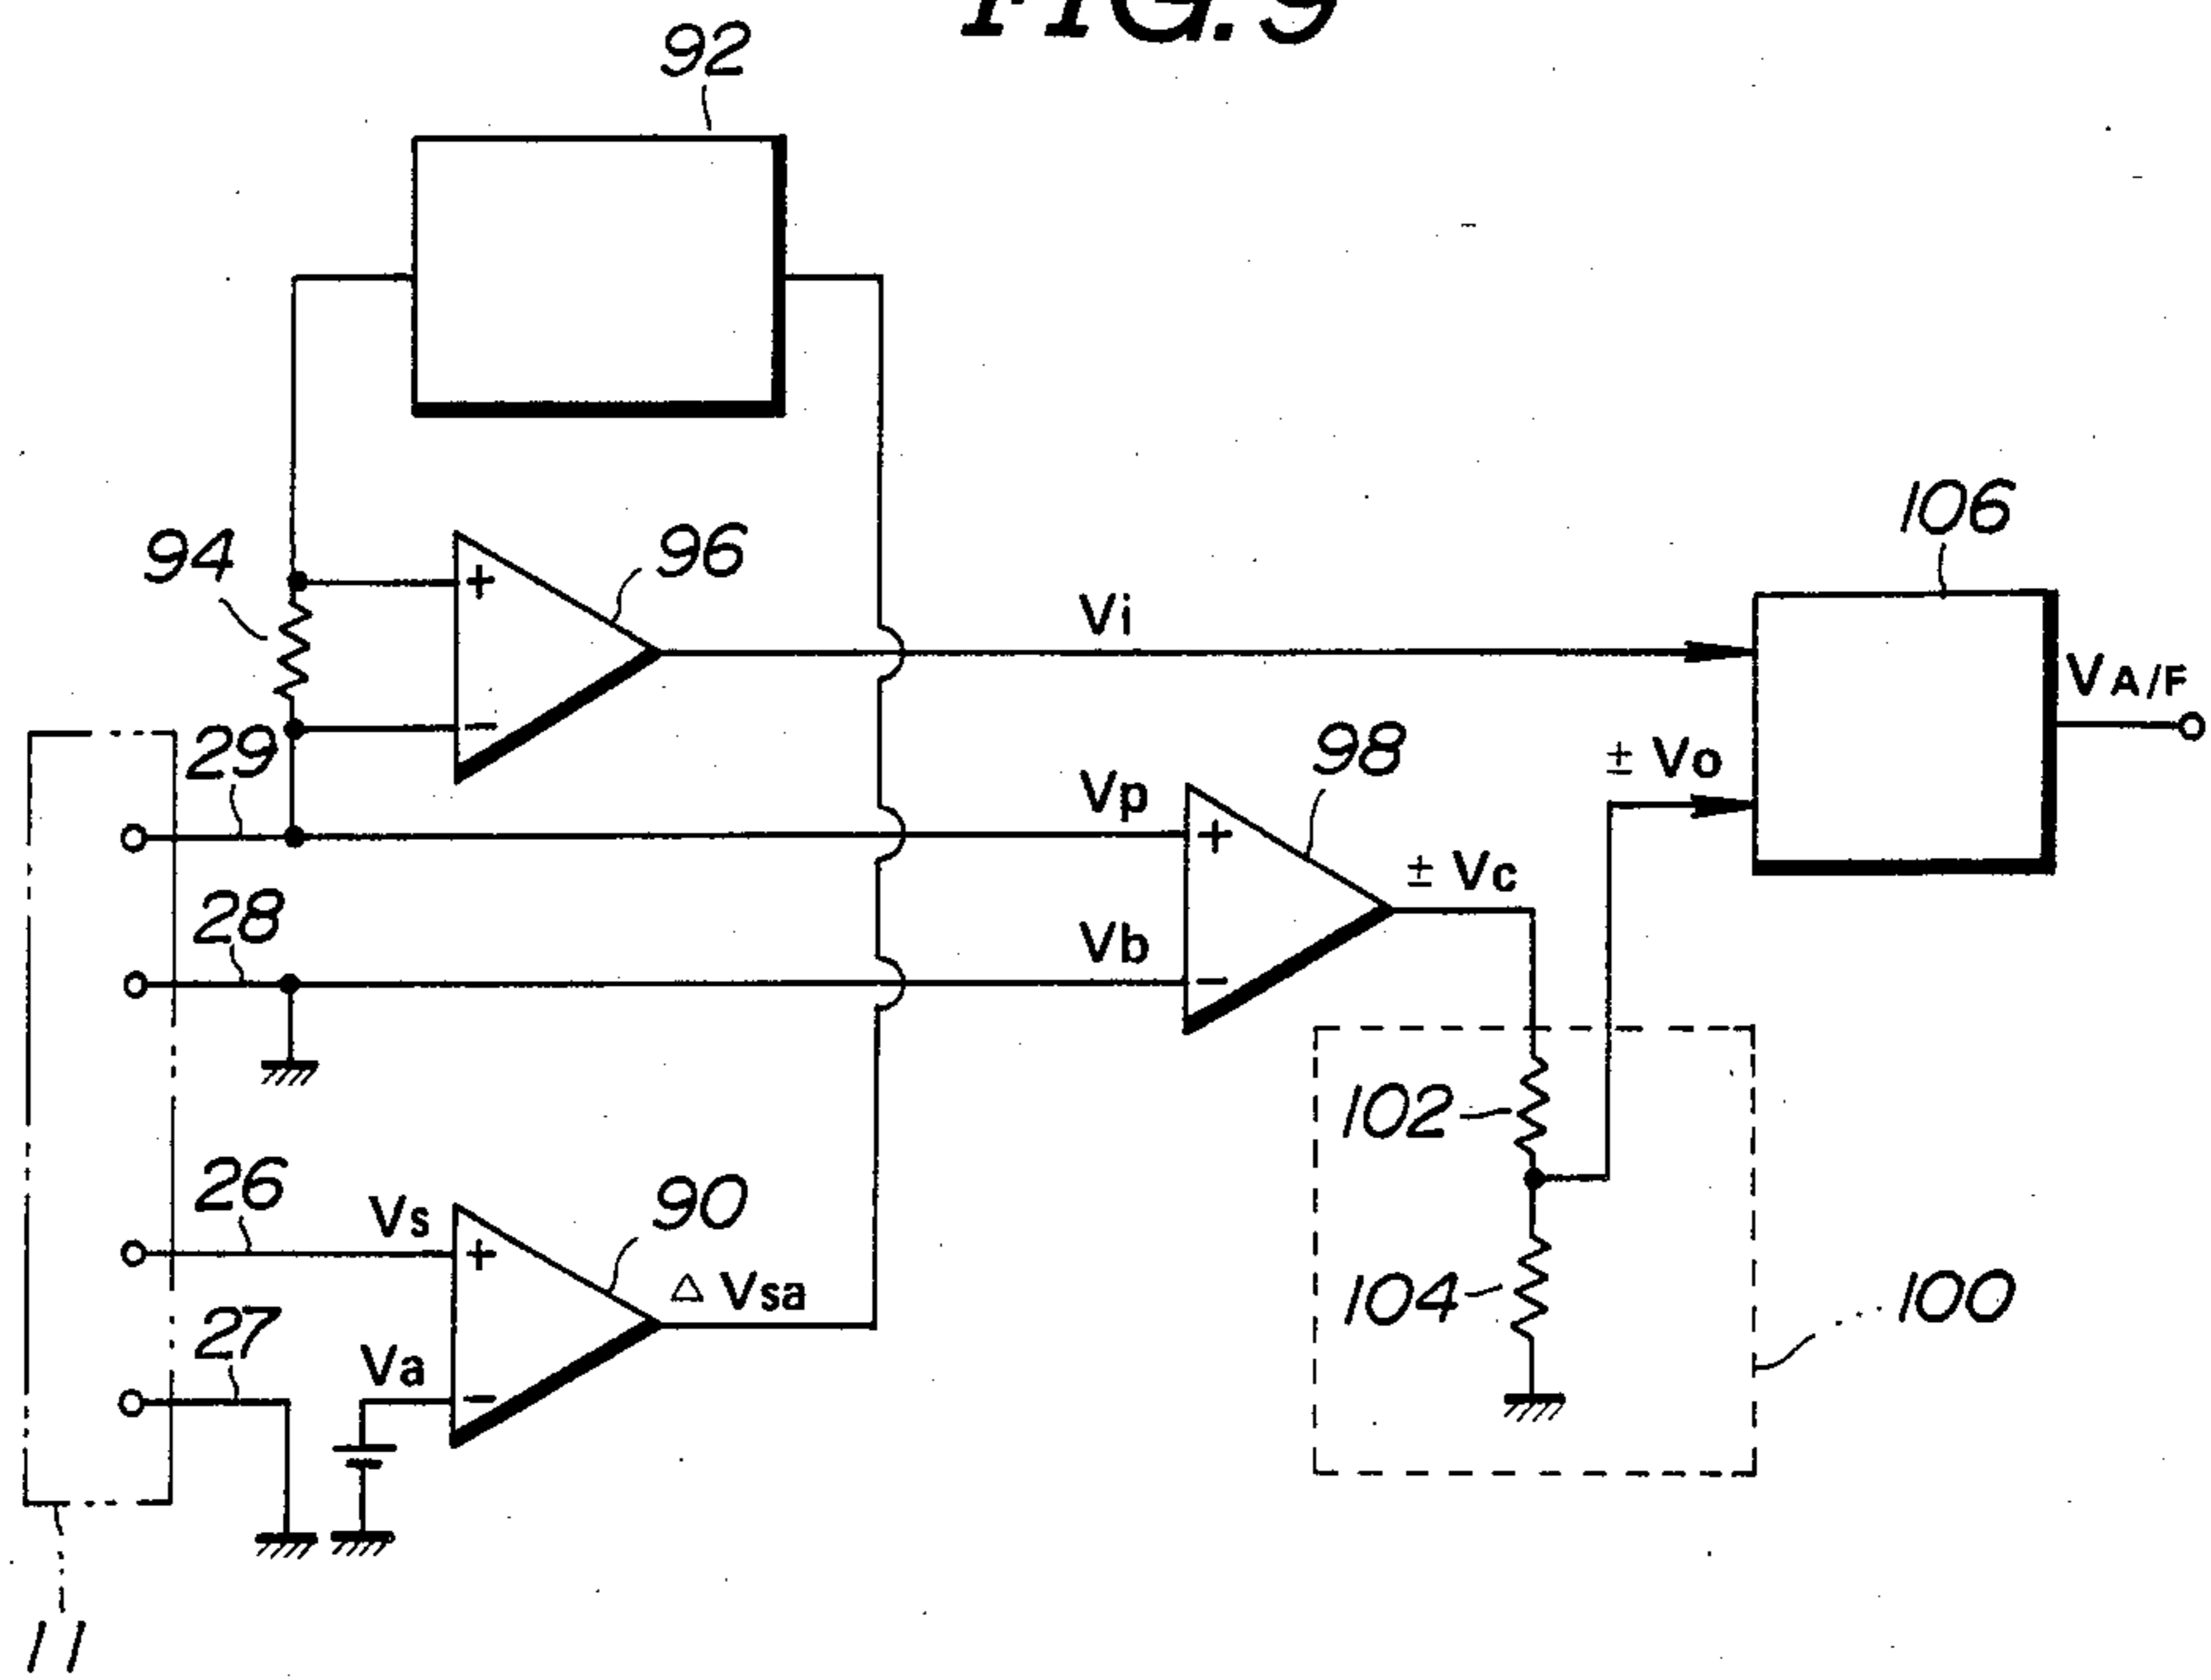 FIG. 9
92
94
96
Vi
106
VA/F
29
Vp
98
± Vo
± Vc
28
Vb
102
26
Vs
90
Δ Vsa
104
100
27
Va
11
+
−
+
−
+
−